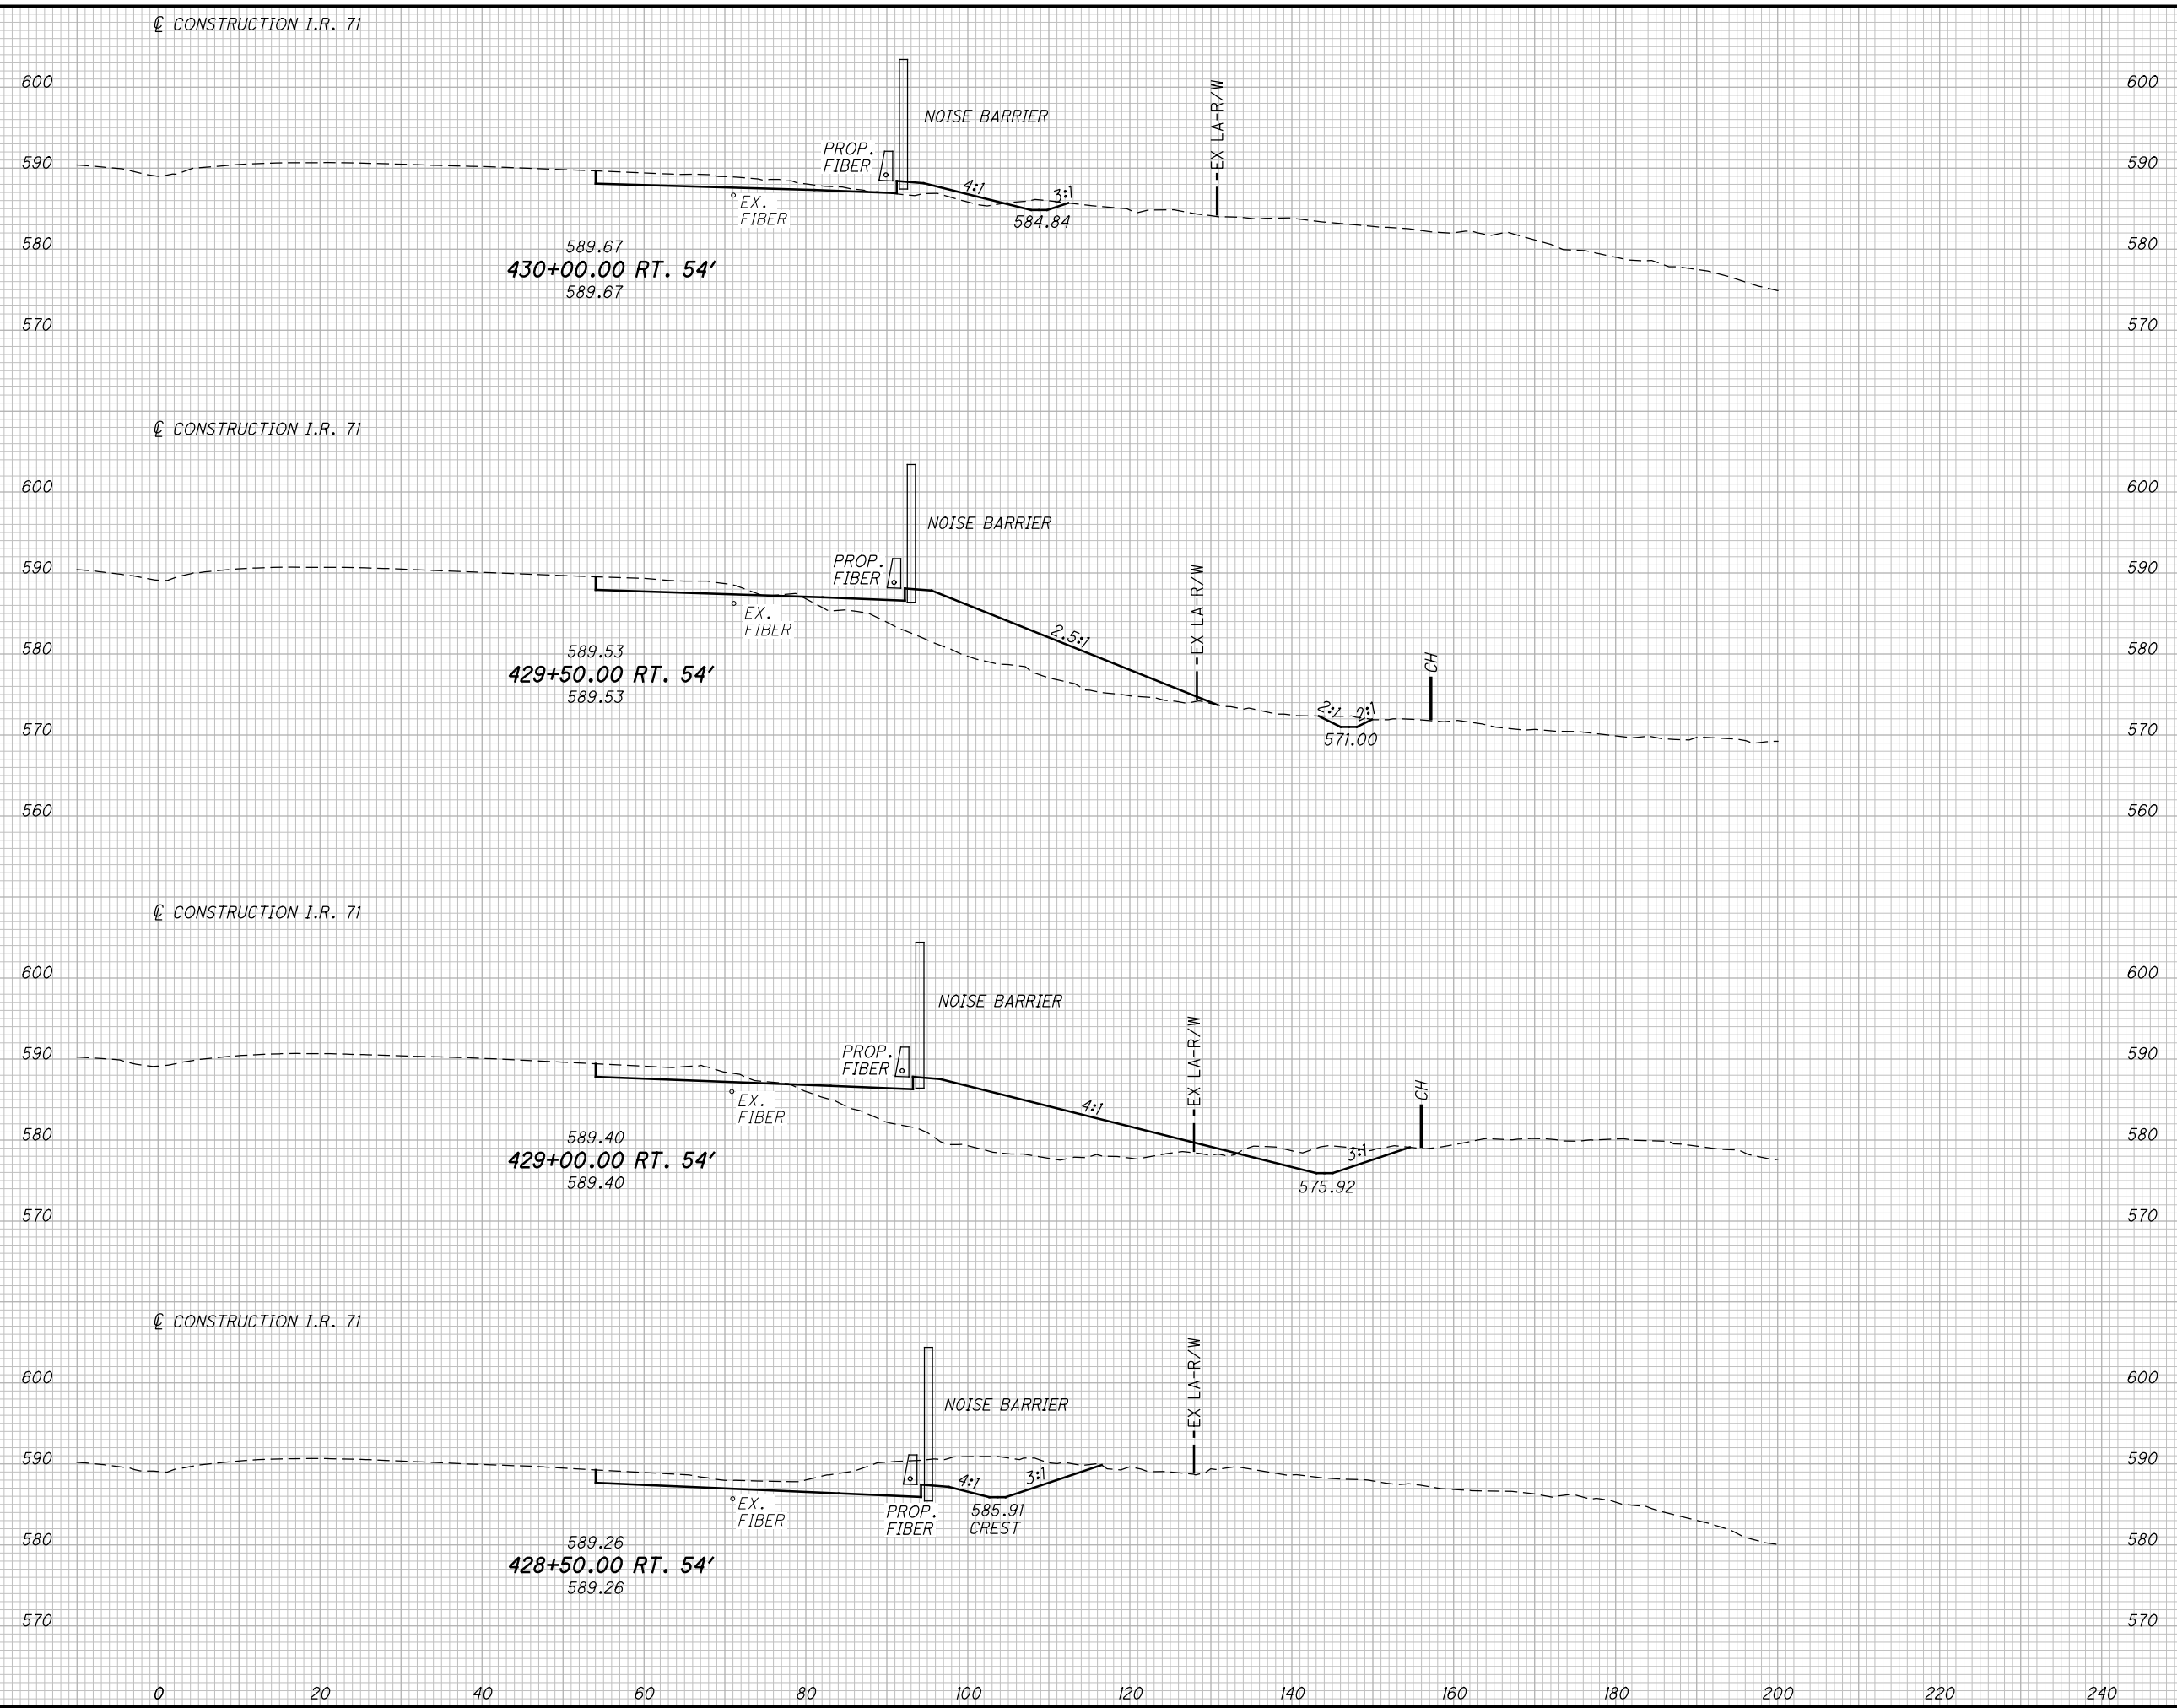 ℄ CONSTRUCTION I.R. 71
600 600
EX LA-R/W
NOISE BARRIER
PROP.
FIBER
590 590
4:1 3:1
EX.
FIBER
584.84
580 580
589.67
430+00.00 RT. 54'
589.67
570 570
℄ CONSTRUCTION I.R. 71
600 600
NOISE BARRIER
PROP.
FIBER
590 590
EX LA-R/W
EX.
FIBER
2.5:1
580 580
589.53
429+50.00 RT. 54'
589.53
CH
2:1 2:1
571.00
570 570
560 560
℄ CONSTRUCTION I.R. 71
600 600
NOISE BARRIER
EX LA-R/W
PROP.
FIBER
590 590
CH
EX.
FIBER
4:1
580 580
589.40
429+00.00 RT. 54'
589.40
3:1
575.92
570 570
℄ CONSTRUCTION I.R. 71
600 600
EX LA-R/W
NOISE BARRIER
590 590
4:1 3:1
EX.
FIBER
PROP.
FIBER
585.91
CREST
580 580
589.26
428+50.00 RT. 54'
589.26
570 570
0 20 40 60 80 100 120 140 160 180 200 220 240